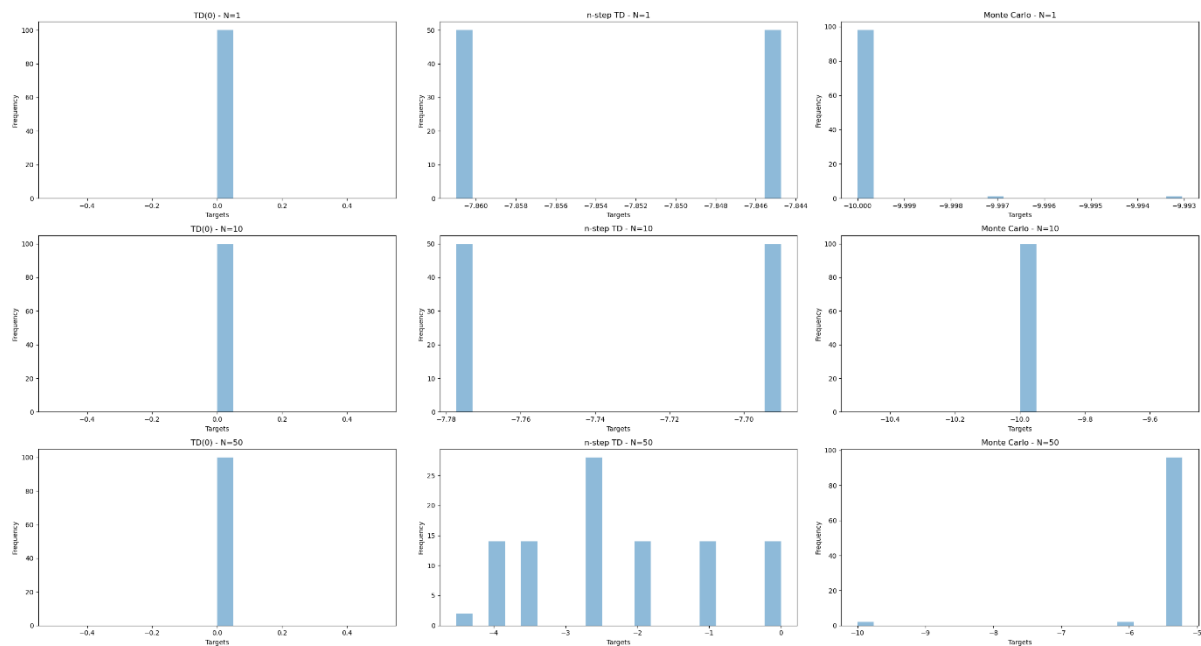 TD(0) - N=1
100
80
60
40
20
0
Frequency
−0.4 −0.2 0.0 0.2 0.4
Targets
n-step TD - N=1
50
40
30
20
10
0
Frequency
−7.860 −7.858 −7.856 −7.854 −7.852 −7.850 −7.848 −7.846 −7.844
Targets
Monte Carlo - N=1
100
80
60
40
20
0
Frequency
−10.000 −9.999 −9.998 −9.997 −9.996 −9.995 −9.994 −9.993
Targets
TD(0) - N=10
100
80
60
40
20
0
Frequency
−0.4 −0.2 0.0 0.2 0.4
Targets
n-step TD - N=10
50
40
30
20
10
0
Frequency
−7.78 −7.76 −7.74 −7.72 −7.70
Targets
Monte Carlo - N=10
100
80
60
40
20
0
Frequency
−10.4 −10.2 −10.0 −9.8 −9.6
Targets
TD(0) - N=50
100
80
60
40
20
0
Frequency
−0.4 −0.2 0.0 0.2 0.4
Targets
n-step TD - N=50
25
20
15
10
5
0
Frequency
−4 −3 −2 −1 0
Targets
Monte Carlo - N=50
100
80
60
40
20
0
Frequency
−10 −9 −8 −7 −6 −5
Targets